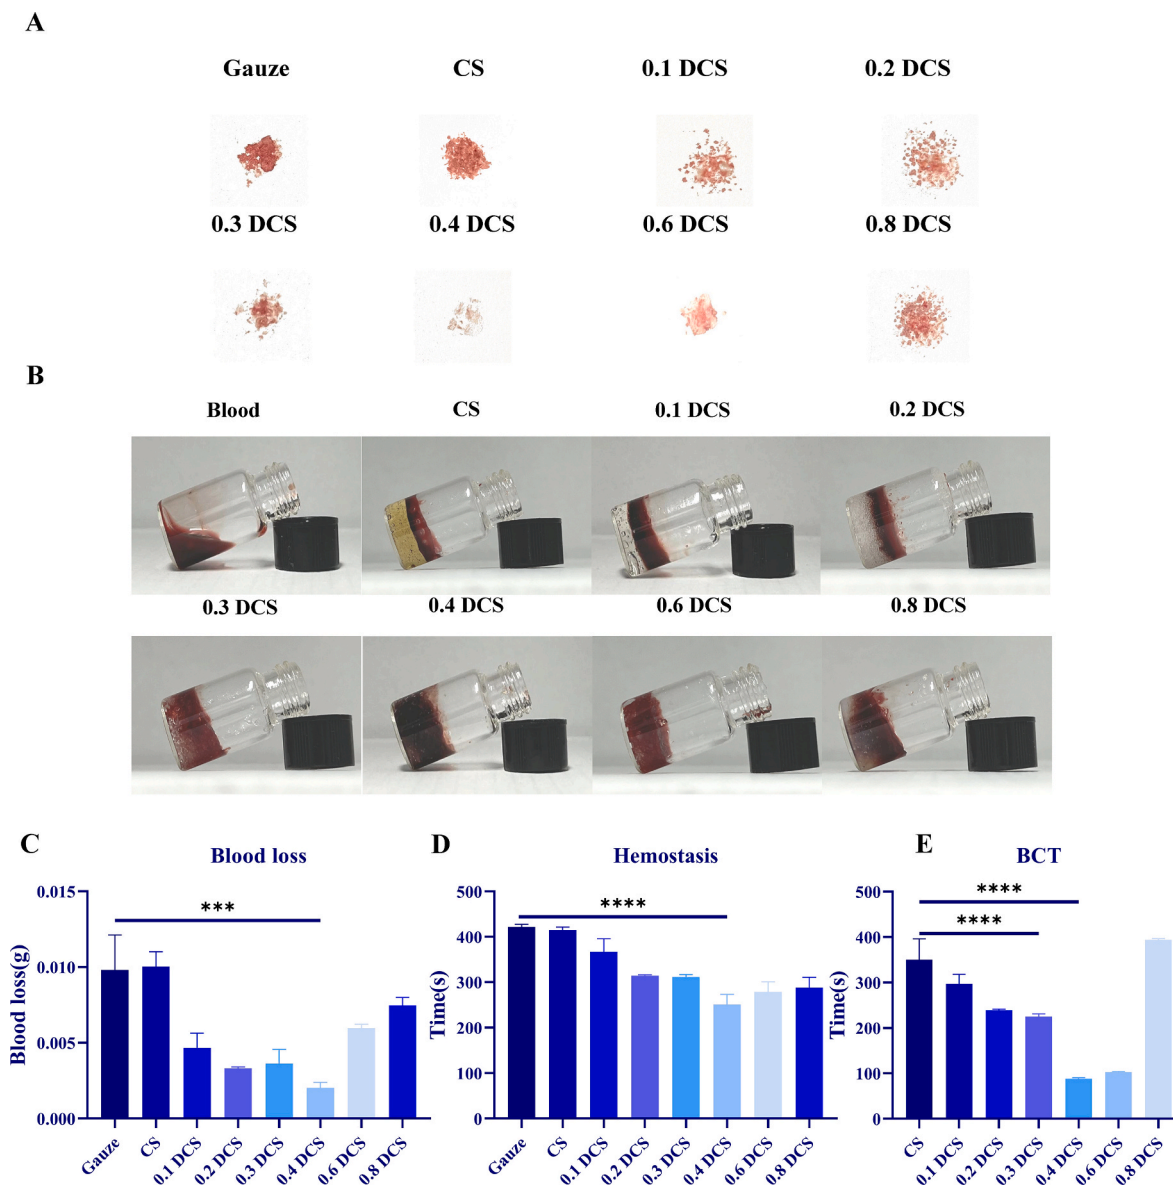 A
Gauze CS 0.1 DCS 0.2 DCS
0.3 DCS 0.4 DCS 0.6 DCS 0.8 DCS
B
Blood CS 0.1 DCS 0.2 DCS
0.3 DCS 0.4 DCS 0.6 DCS 0.8 DCS
C
Blood loss
***
Blood loss(g)
0.015
0.010
0.005
0.000
Gauze CS 0.1 DCS 0.2 DCS 0.3 DCS 0.4 DCS 0.6 DCS 0.8 DCS
D
Hemostasis
****
Time(s)
500
400
300
200
100
0
Gauze CS 0.1 DCS 0.2 DCS 0.3 DCS 0.4 DCS 0.6 DCS 0.8 DCS
E
BCT
****
****
Time(s)
500
400
300
200
100
0
CS 0.1 DCS 0.2 DCS 0.3 DCS 0.4 DCS 0.6 DCS 0.8 DCS